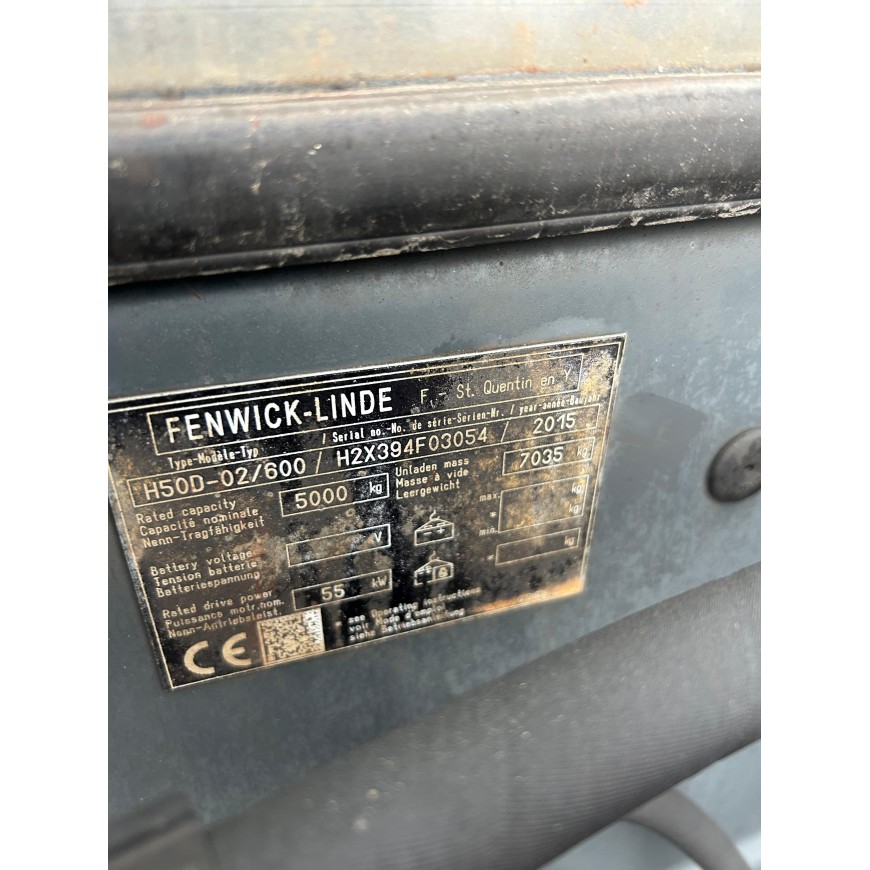 FENWICK-LINDE F.- St. Quentin en Y
Type-Modèle-Typ / Serial no.-No. de série-Serien-Nr. / year-année-Baujahr
H50D-02/600 / H2X394F03054 / 2015
Rated capacity
Capacité nominale
Nenn-Tragfähigkeit
5000 kg
Unladen mass
Masse à vide
Leergewicht
7035 kg
Battery voltage
Tension batterie
Batteriespannung
V
max. kg
* kg
min. kg
Rated drive power
Puissance motr.nom.
Nenn-Antriebsleist.
55 kW
CE
* see Operating instructions
voir Mode d'emploi
siehe Betriebsanleitung